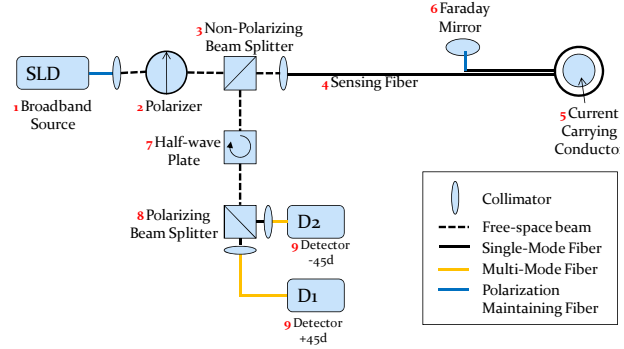 6 Faraday
Mirror
3 Non-Polarizing
Beam Splitter
SLD
1 Broadband
Source
2 Polarizer
4 Sensing Fiber
5 Current
Carrying
Conducto
7 Half-wave
Plate
8 Polarizing
Beam Splitter
D2
9 Detector
-45d
D1
9 Detector
+45d
Collimator
Free-space beam
Single-Mode Fiber
Multi-Mode Fiber
Polarization
Maintaining Fiber